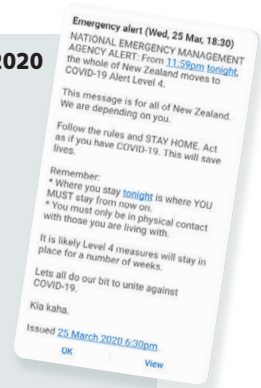 2020
Emergency alert (Wed, 25 Mar, 18:30)
NATIONAL EMERGENCY MANAGEMENT
AGENCY ALERT: From 11:59pm tonight,
the whole of New Zealand moves to
COVID-19 Alert Level 4.
This message is for all of New Zealand.
We are depending on you.
Follow the rules and STAY HOME. Act
as if you have COVID-19. This will save
lives.
Remember:
* Where you stay tonight is where YOU
MUST stay from now on.
* You must only be in physical contact
with those you are living with.
It is likely Level 4 measures will stay in
place for a number of weeks.
Lets all do our bit to unite against
COVID-19.
Kia kaha.
Issued 25 March 2020 6:30pm.
OK View